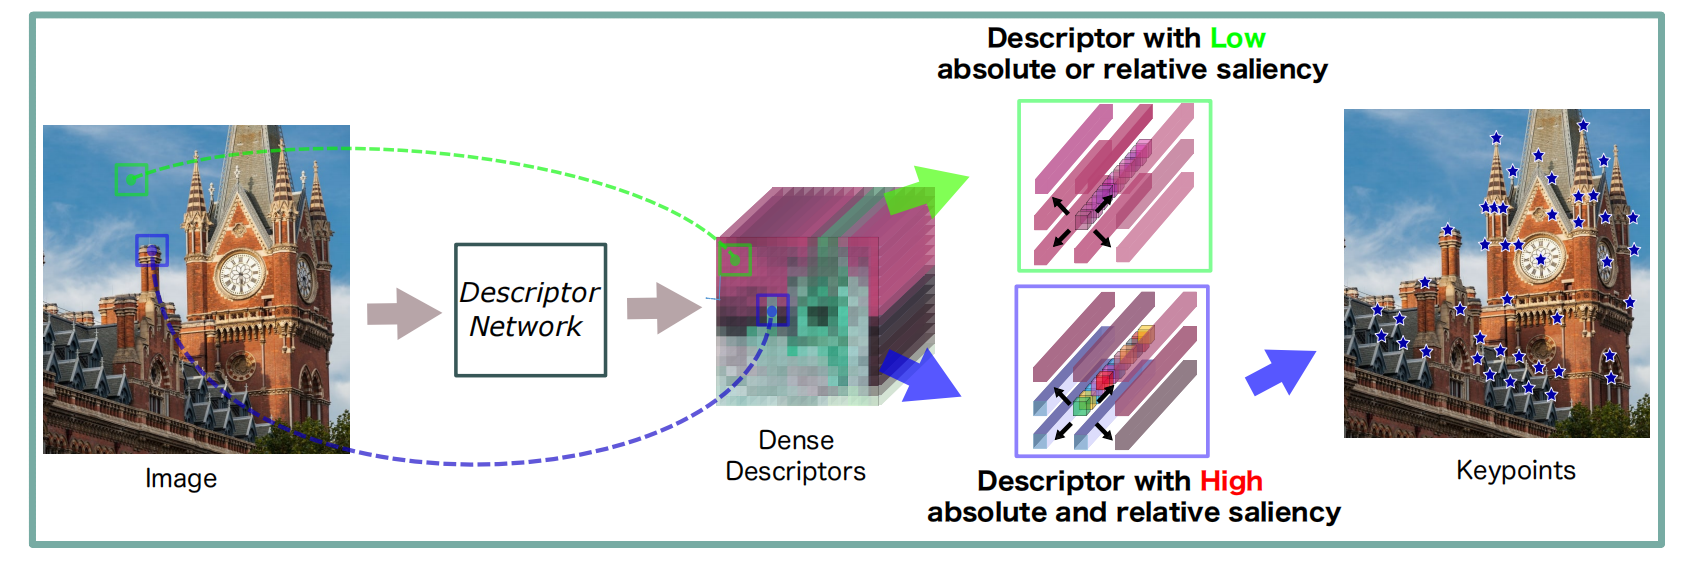 Descriptor with Low
absolute or relative saliency
Descriptor
Network
Dense
Descriptors
Image
Descriptor with High
absolute and relative saliency
Keypoints